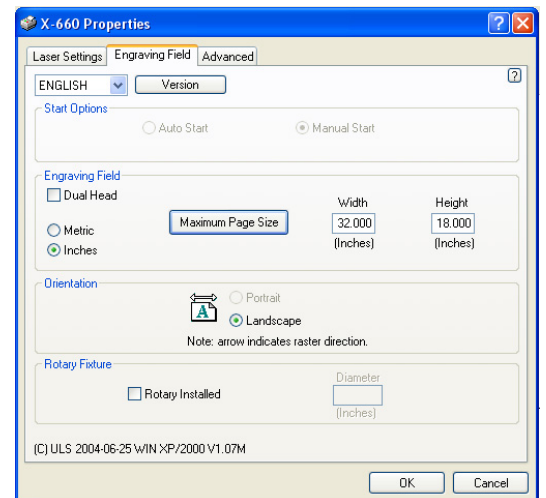 X-660 Properties
Laser Settings Engraving Field Advanced
ENGLISH Version
Start Options
Auto Start Manual Start
Engraving Field
Dual Head
Width Height
Metric Maximum Page Size 32.000 18.000
Inches (Inches) (Inches)
Orientation
Portrait
A Landscape
Note: arrow indicates raster direction.
Rotary Fixture
Diameter
Rotary Installed
(Inches)
(C) ULS 2004-06-25 WIN XP/2000 V1.07M
OK Cancel